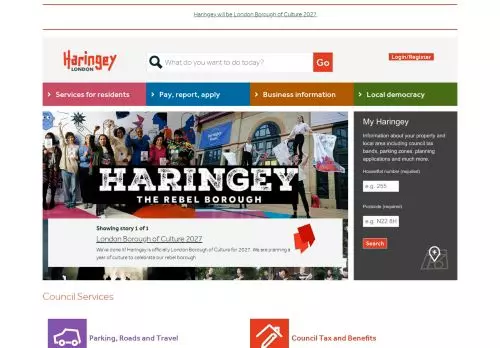 Haringey will be London Borough of Culture 2027
Haringey
LONDON
What do you want to do today?
Go
Login/Register
Services for residents
Pay, report, apply
Business information
Local democracy
HARINGEY
THE REBEL BOROUGH
Showing story 1 of 1
London Borough of Culture 2027
We've done it! Haringey is officially London Borough of Culture for 2027. We are planning a
year of culture to celebrate our rebel borough
My Haringey
Information about your property and
local area including council tax
bands, parking zones, planning
applications and much more.
House/flat number (required)
e.g. 255
Postcode (required)
e.g. N22 8H
Search
Council Services
Parking, Roads and Travel
Council Tax and Benefits